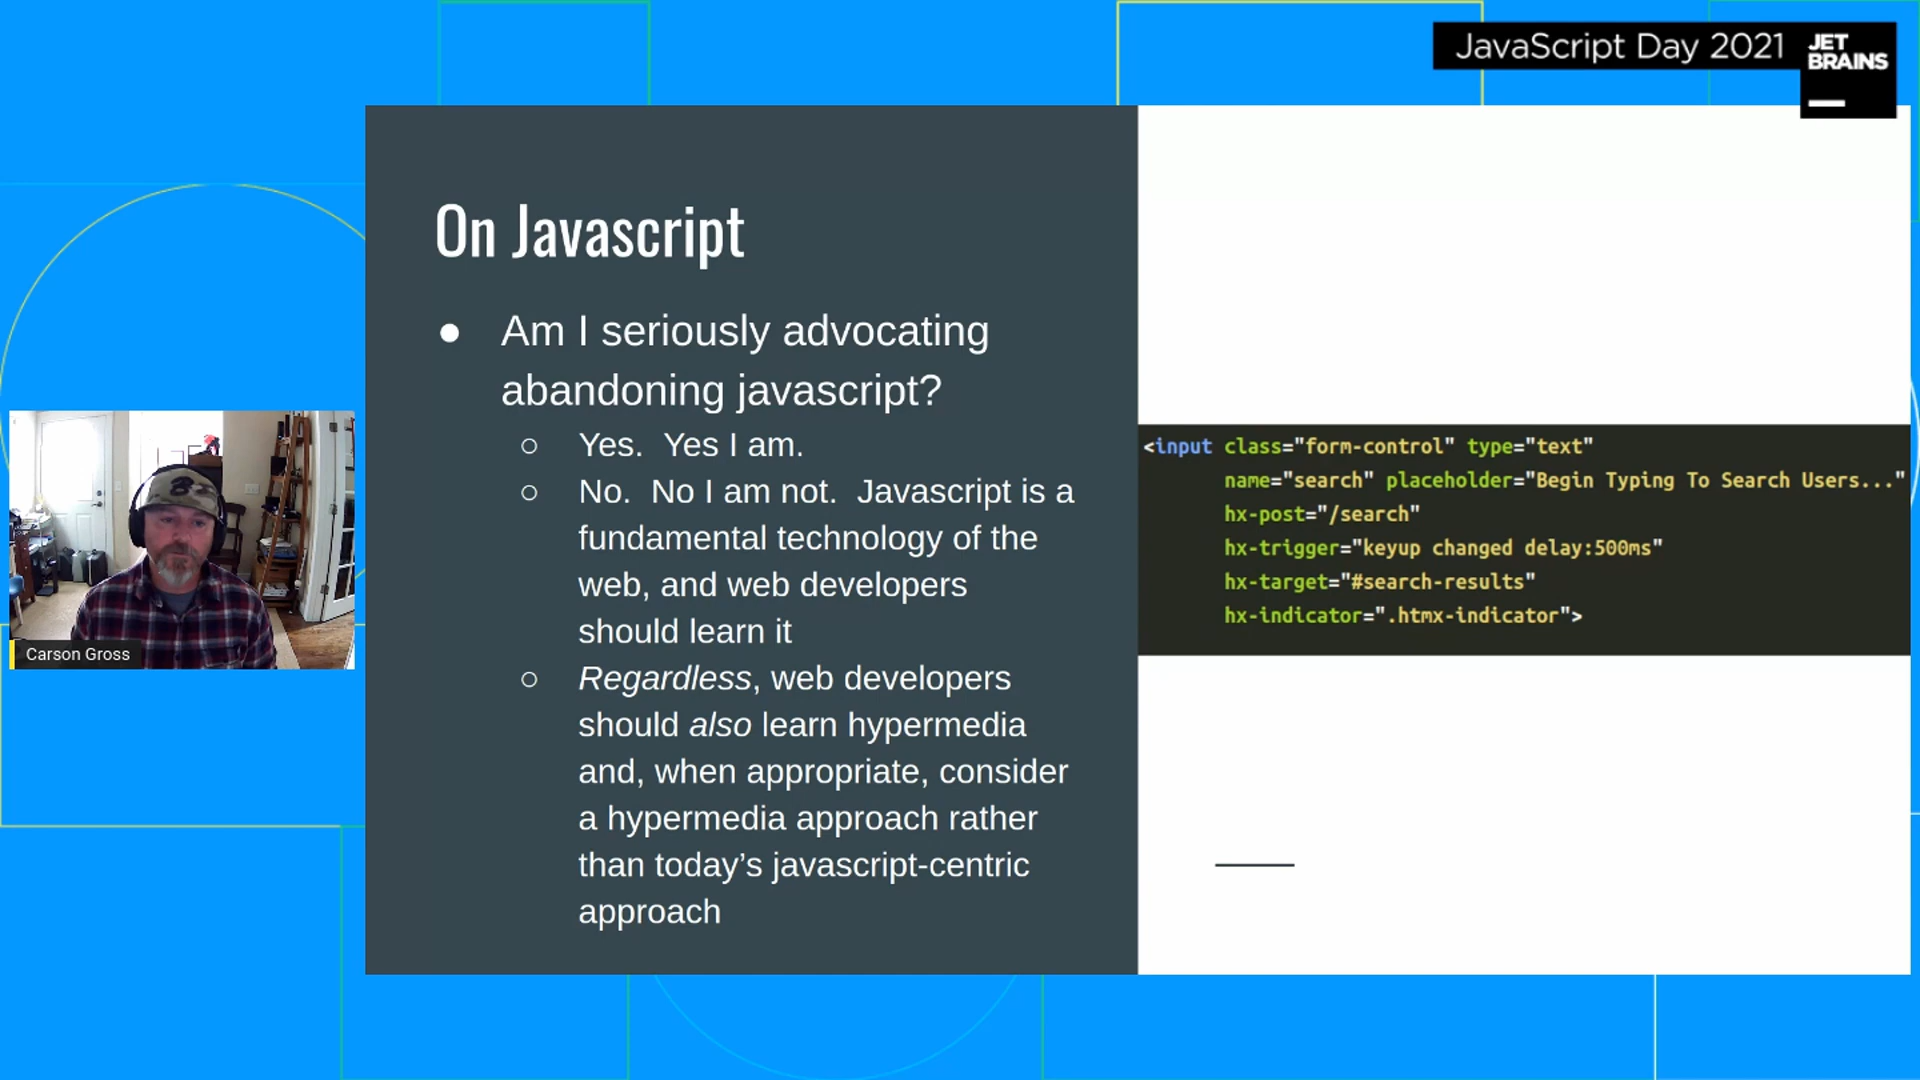 JavaScript Day 2021
JET
BRAINS
On Javascript
● Am I seriously advocating
abandoning javascript?
○ Yes.  Yes I am.
○ No.  No I am not.  Javascript is a
fundamental technology of the
web, and web developers
should learn it
○ Regardless, web developers
should also learn hypermedia
and, when appropriate, consider
a hypermedia approach rather
than today’s javascript-centric
approach
<input class="form-control" type="text"
name="search" placeholder="Begin Typing To Search Users..."
hx-post="/search"
hx-trigger="keyup changed delay:500ms"
hx-target="#search-results"
hx-indicator=".htmx-indicator">
Carson Gross